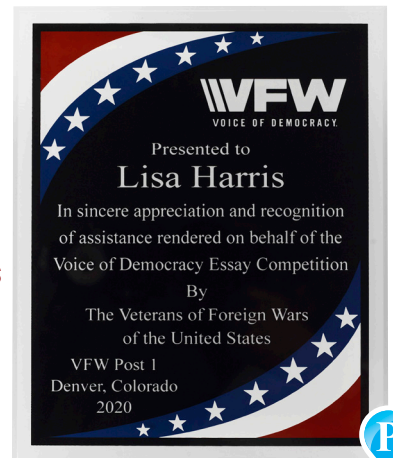 VFW
VOICE OF DEMOCRACY.
Presented to
Lisa Harris
In sincere appreciation and recognition
of assistance rendered on behalf of the
Voice of Democracy Essay Competition
By
The Veterans of Foreign Wars
of the United States
VFW Post 1
Denver, Colorado
2020
P